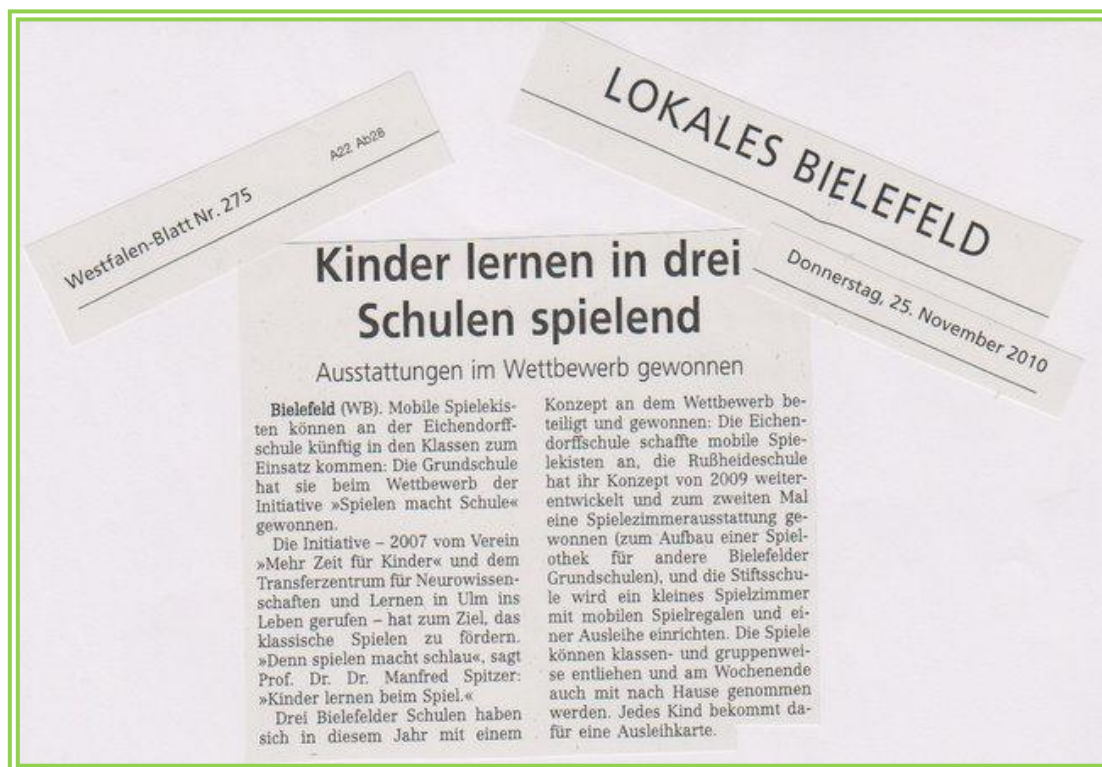 Westfalen-Blatt Nr. 275
A22 Ab28
LOKALES BIELEFELD
Donnerstag, 25. November 2010
Kinder lernen in drei
Schulen spielend
Ausstattungen im Wettbewerb gewonnen
Bielefeld (WB). Mobile Spielekis-
ten können an der Eichendorff-
schule künftig in den Klassen zum
Einsatz kommen: Die Grundschule
hat sie beim Wettbewerb der
Initiative »Spielen macht Schule«
gewonnen.
Die Initiative – 2007 vom Verein
»Mehr Zeit für Kinder« und dem
Transferzentrum für Neurowissen-
schaften und Lernen in Ulm ins
Leben gerufen – hat zum Ziel, das
klassische Spielen zu fördern.
»Denn spielen macht schlau«, sagt
Prof. Dr. Dr. Manfred Spitzer:
»Kinder lernen beim Spiel.«
Drei Bielefelder Schulen haben
sich in diesem Jahr mit einem
Konzept an dem Wettbewerb be-
teiligt und gewonnen: Die Eichen-
dorffschule schaffte mobile Spie-
lekisten an, die Rußheideschule
hat ihr Konzept von 2009 weiter-
entwickelt und zum zweiten Mal
eine Spielezimmerausstattung ge-
wonnen (zum Aufbau einer Spiel-
othek für andere Bielefelder
Grundschulen), und die Stiftsschu-
le wird ein kleines Spielzimmer
mit mobilen Spielregalen und ei-
ner Ausleihe einrichten. Die Spiele
können klassen- und gruppenwei-
se entliehen und am Wochenende
auch mit nach Hause genommen
werden. Jedes Kind bekommt da-
für eine Ausleihkarte.